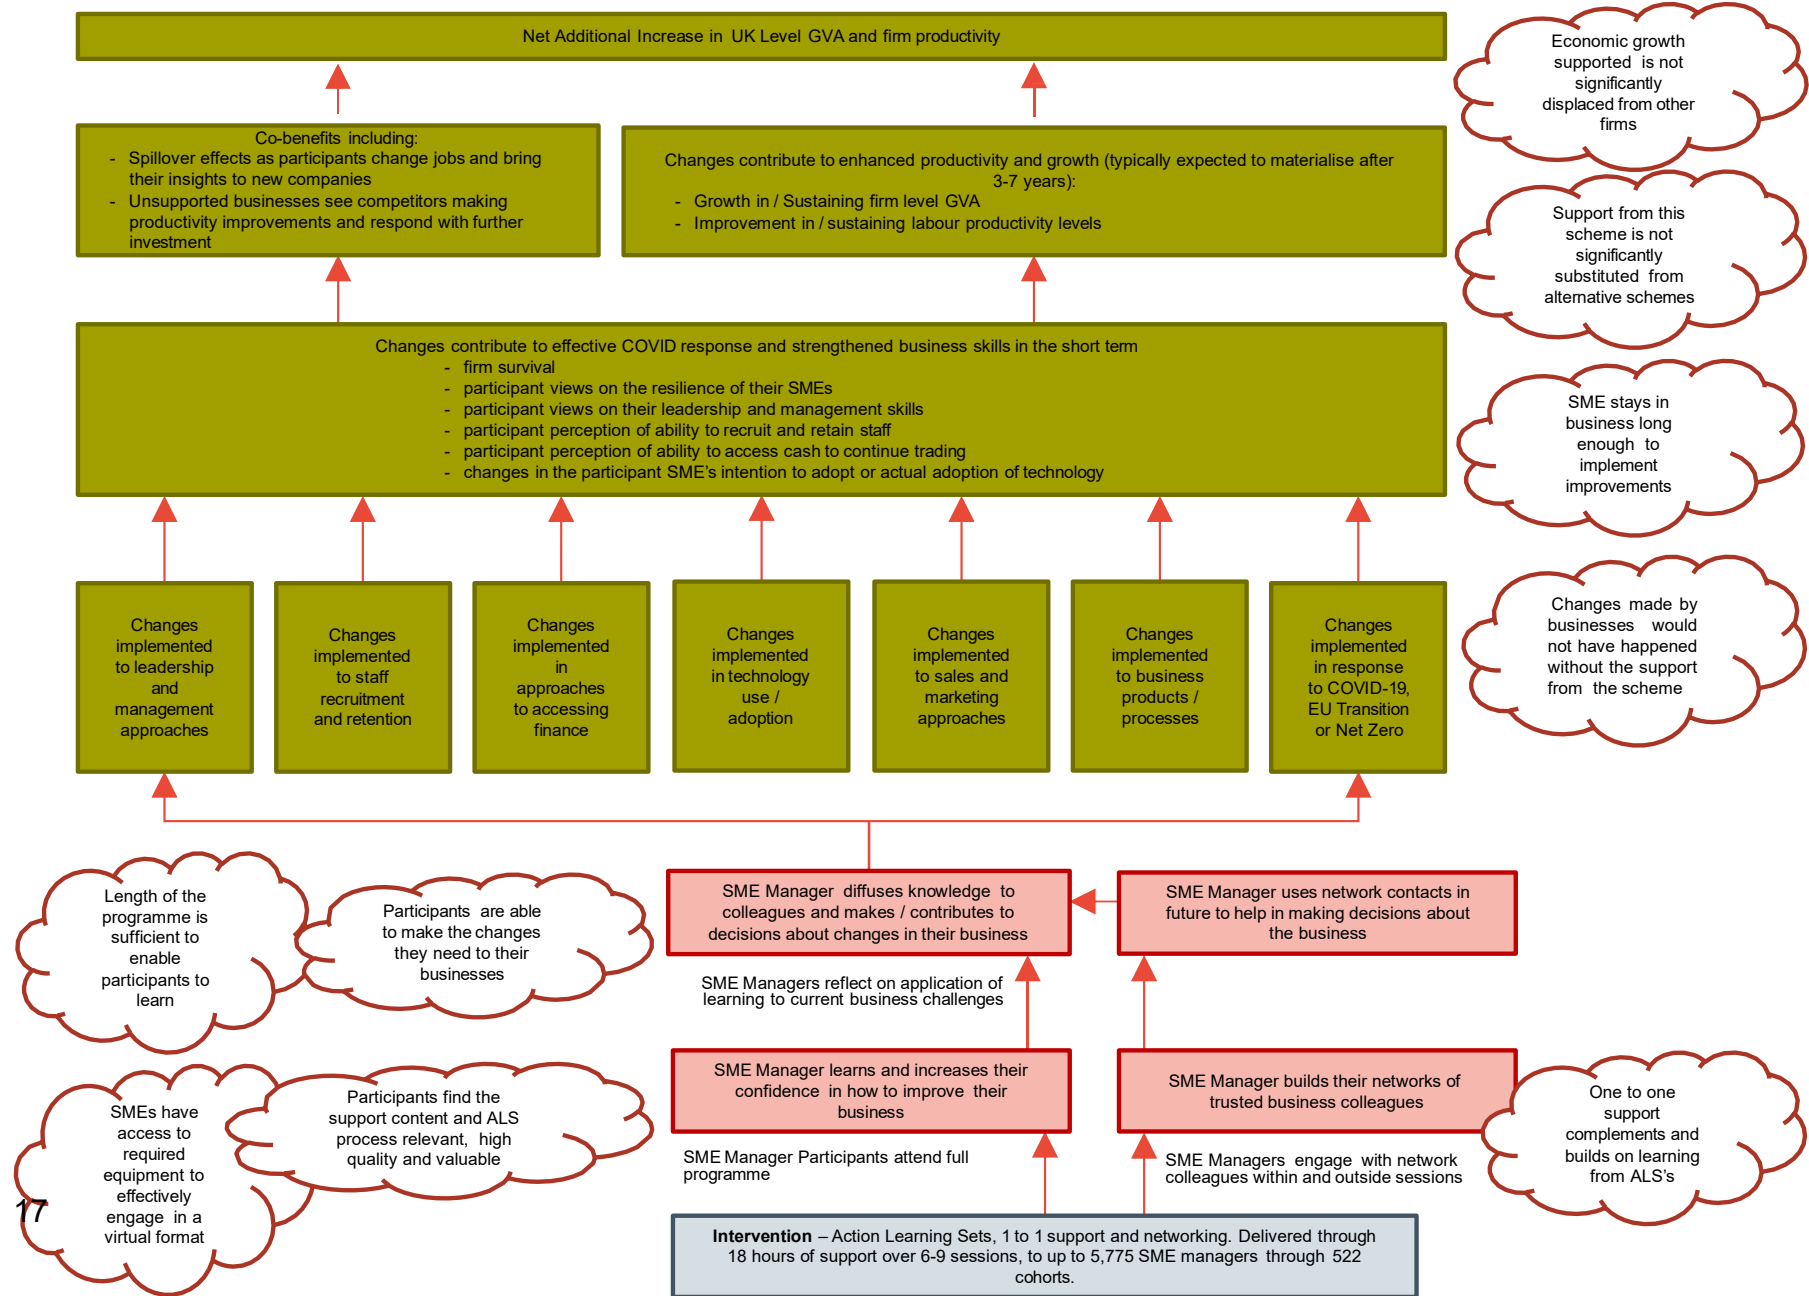 Net Additional Increase in UK Level GVA and firm productivity
Economic growth
supported is not
significantly
displaced from other
firms
Co-benefits including:
- Spillover effects as participants change jobs and bring
their insights to new companies
- Unsupported businesses see competitors making
productivity improvements and respond with further
investment
Changes contribute to enhanced productivity and growth (typically expected to materialise after
3-7 years):
- Growth in / Sustaining firm level GVA
- Improvement in / sustaining labour productivity levels
Support from this
scheme is not
significantly
substituted from
alternative schemes
Changes contribute to effective COVID response and strengthened business skills in the short term
- firm survival
- participant views on the resilience of their SMEs
- participant views on their leadership and management skills
- participant perception of ability to recruit and retain staff
- participant perception of ability to access cash to continue trading
- changes in the participant SME's intention to adopt or actual adoption of technology
SME stays in
business long
enough to
implement
improvements
Changes
implemented
to leadership
and
management
approaches
Changes
implemented
to staff
recruitment
and retention
Changes
implemented
in
approaches
to accessing
finance
Changes
implemented
in technology
use /
adoption
Changes
implemented
to sales and
marketing
approaches
Changes
implemented
to business
products /
processes
Changes
implemented
in response
to COVID-19,
EU Transition
or Net Zero
Changes made by
businesses would
not have happened
without the support
from the scheme
Length of the
programme is
sufficient to
enable
participants to
learn
Participants are able
to make the changes
they need to their
businesses
SME Manager diffuses knowledge to
colleagues and makes / contributes to
decisions about changes in their business
SME Manager uses network contacts in
future to help in making decisions about
the business
SME Managers reflect on application of
learning to current business challenges
SMEs have
access to
required
equipment to
effectively
engage in a
virtual format
Participants find the
support content and ALS
process relevant, high
quality and valuable
SME Manager learns and increases their
confidence in how to improve their
business
SME Manager builds their networks of
trusted business colleagues
One to one
support
complements and
builds on learning
from ALS's
SME Manager Participants attend full
programme
SME Managers engage with network
colleagues within and outside sessions
17
Intervention – Action Learning Sets, 1 to 1 support and networking. Delivered through
18 hours of support over 6-9 sessions, to up to 5,775 SME managers through 522
cohorts.